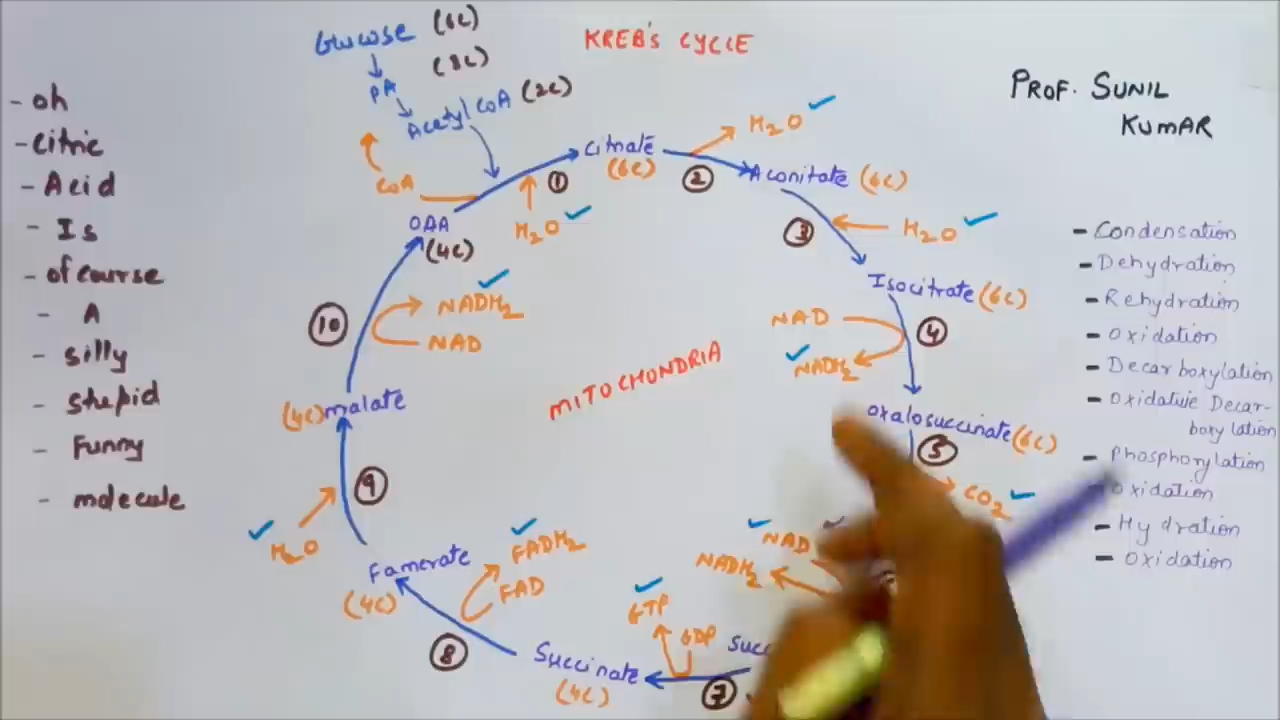 KREB's CYCLE
PROF. SUNIL
KUMAR
- oh
- citric
- Acid
- Is
- of course
- A
- silly
- stupid
- Funny
- molecule
Glucose (6C)
(3C)
PA
Acetyl CoA (2C)
CoA
OAA
(4C)
1
H2O
Citrate
(6C)
2
H2O
Aconitate (6C)
3
H2O
Isocitrate (6C)
NAD
NADH2
4
Oxalosuccinate (6C)
5
CO2
NAD
NADH2
GTP
GDP
7
Succinate
(4C)
8
FADH2
FAD
Famerate
(4C)
9
H2O
(4C) malate
10
NADH2
NAD
MITOCHONDRIA
- Condensation
- Dehydration
- Rehydration
- Oxidation
- Decarboxylation
- Oxidative Decar-
boxylation
- Phosphorylation
- Oxidation
- Hydration
- Oxidation